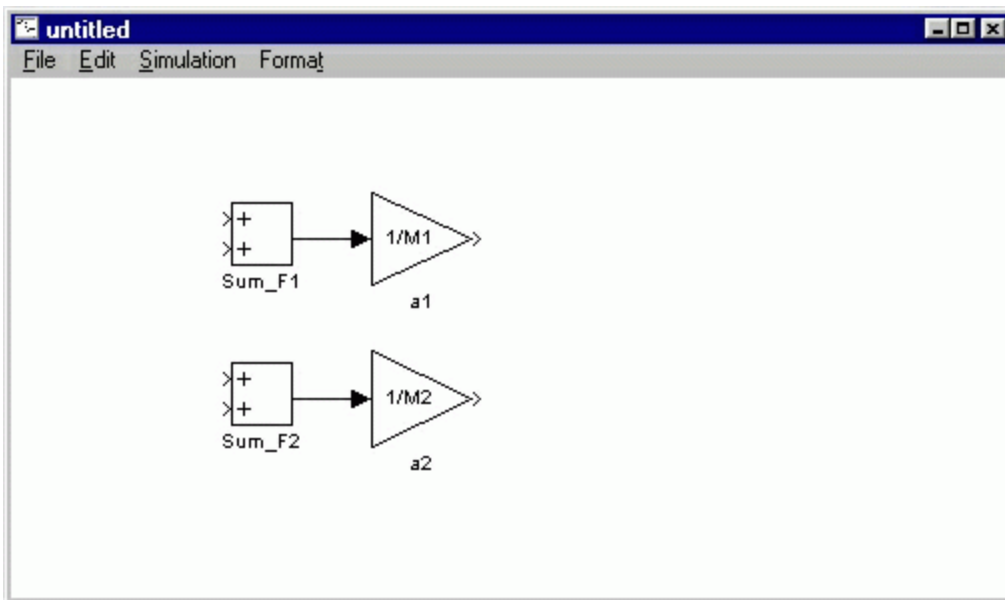 untitled
File Edit Simulation Format
+
1/M1
+
Sum_F1
a1
+
1/M2
+
Sum_F2
a2